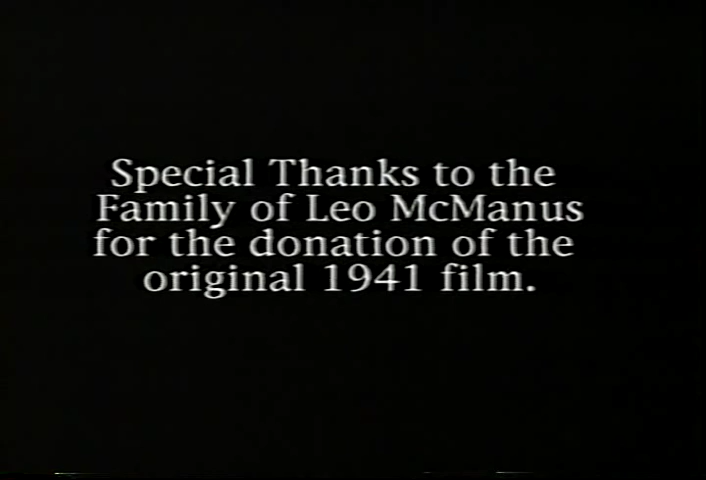 Special Thanks to the
Family of Leo McManus
for the donation of the
original 1941 film.